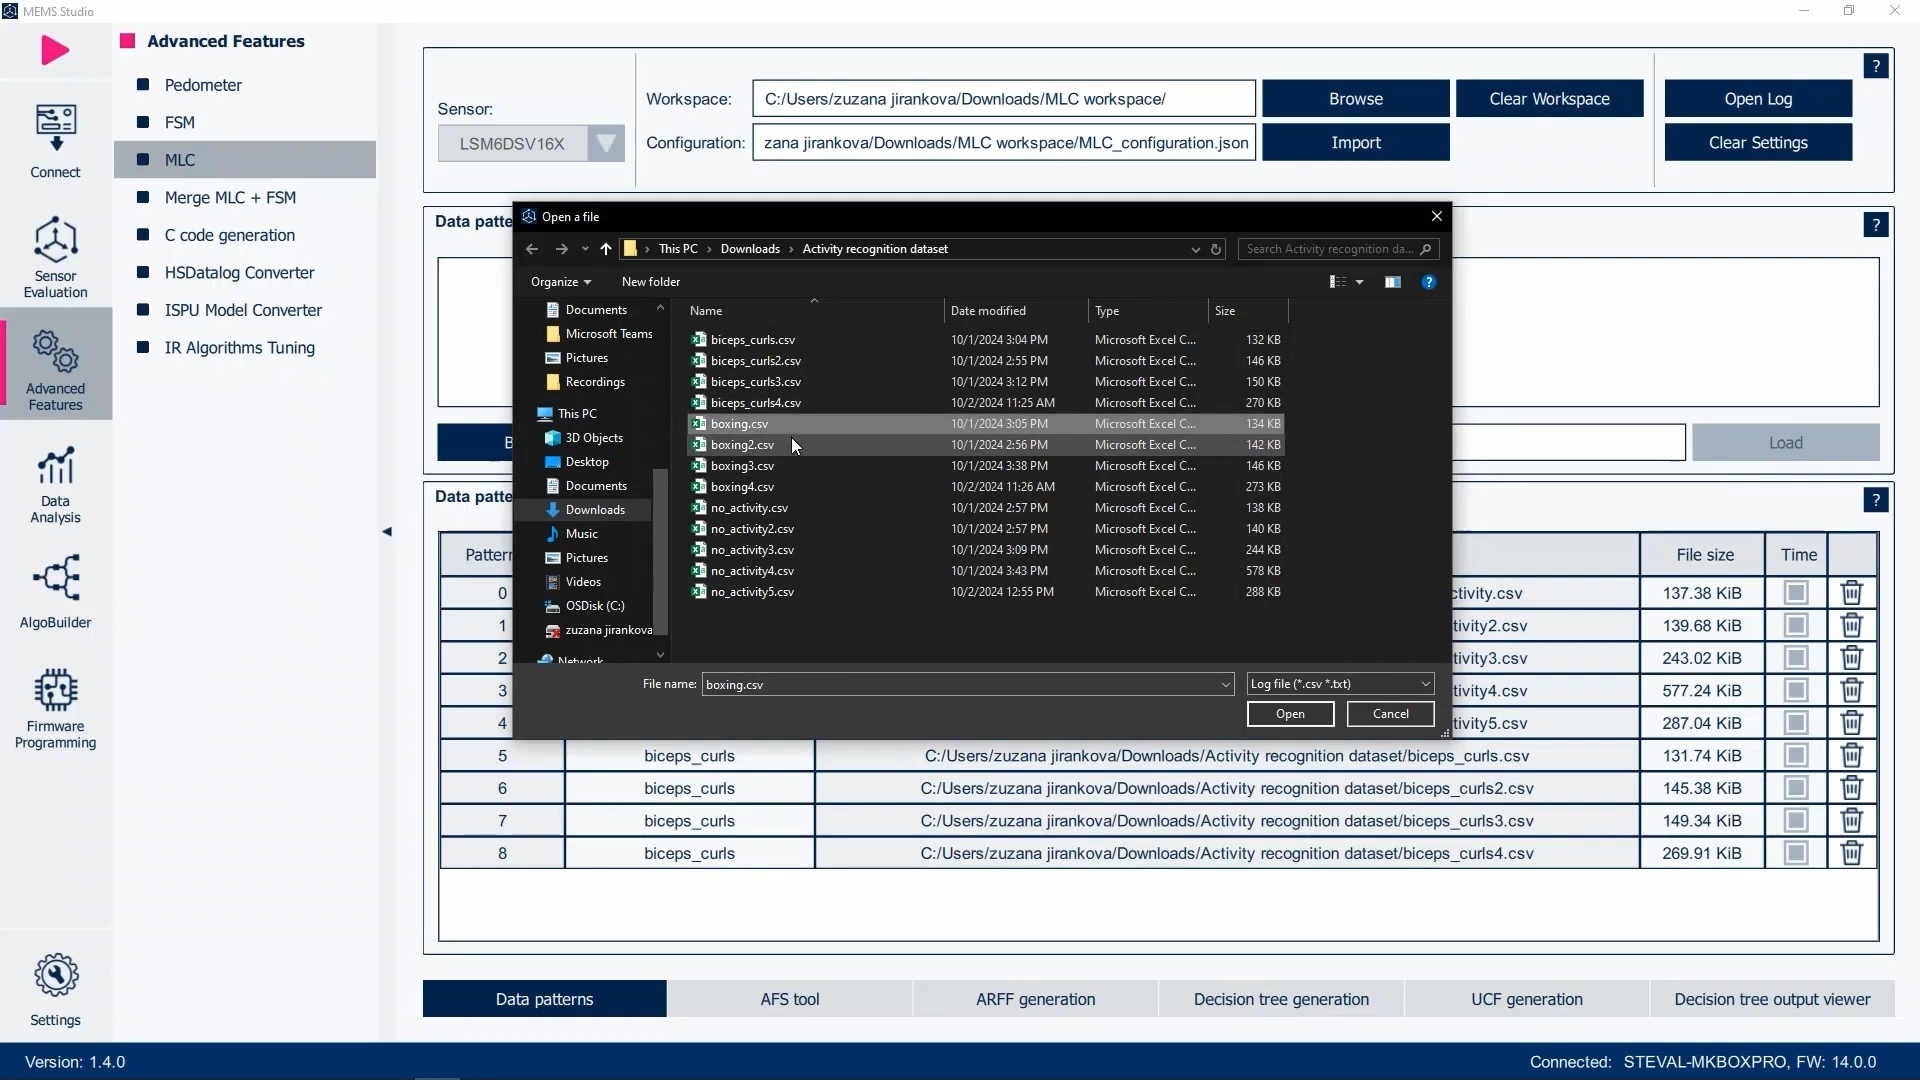 MEMS Studio
Advanced Features
Pedometer
FSM
MLC
Merge MLC + FSM
C code generation
HSDatalog Converter
ISPU Model Converter
IR Algorithms Tuning
Connect
Sensor
Evaluation
Advanced
Features
Data
Analysis
AlgoBuilder
Firmware
Programming
Settings
Sensor:
LSM6DSV16X
Workspace:
C:/Users/zuzana jirankova/Downloads/MLC workspace/
Browse
Clear Workspace
Open Log
?
Configuration:
zana jirankova/Downloads/MLC workspace/MLC_configuration.json
Import
Clear Settings
Data patte
?
B
Load
Open a file
This PC > Downloads > Activity recognition dataset
Search Activity recognition da...
Organize
New folder
?
Documents
Microsoft Teams
Pictures
Recordings
This PC
3D Objects
Desktop
Documents
Downloads
Music
Pictures
Videos
OSDisk (C:)
zuzana jirankova
Network
Name Date modified Type Size
biceps_curls.csv 10/1/2024 3:04 PM Microsoft Excel C... 132 KB
biceps_curls2.csv 10/1/2024 2:55 PM Microsoft Excel C... 146 KB
biceps_curls3.csv 10/1/2024 3:12 PM Microsoft Excel C... 150 KB
biceps_curls4.csv 10/2/2024 11:25 AM Microsoft Excel C... 270 KB
boxing.csv 10/1/2024 3:05 PM Microsoft Excel C... 134 KB
boxing2.csv 10/1/2024 2:56 PM Microsoft Excel C... 142 KB
boxing3.csv 10/1/2024 3:38 PM Microsoft Excel C... 146 KB
boxing4.csv 10/2/2024 11:26 AM Microsoft Excel C... 273 KB
no_activity.csv 10/1/2024 2:57 PM Microsoft Excel C... 138 KB
no_activity2.csv 10/1/2024 2:57 PM Microsoft Excel C... 140 KB
no_activity3.csv 10/1/2024 3:09 PM Microsoft Excel C... 244 KB
no_activity4.csv 10/1/2024 3:43 PM Microsoft Excel C... 578 KB
no_activity5.csv 10/2/2024 12:55 PM Microsoft Excel C... 288 KB
File name: boxing.csv
Log file (*.csv *.txt)
Open
Cancel
Data patte
?
Pattern File size Time
0 ctivity.csv 137.38 KiB
1 tivity2.csv 139.68 KiB
2 tivity3.csv 243.02 KiB
3 tivity4.csv 577.24 KiB
4 tivity5.csv 287.04 KiB
5 biceps_curls C:/Users/zuzana jirankova/Downloads/Activity recognition dataset/biceps_curls.csv 131.74 KiB
6 biceps_curls C:/Users/zuzana jirankova/Downloads/Activity recognition dataset/biceps_curls2.csv 145.38 KiB
7 biceps_curls C:/Users/zuzana jirankova/Downloads/Activity recognition dataset/biceps_curls3.csv 149.34 KiB
8 biceps_curls C:/Users/zuzana jirankova/Downloads/Activity recognition dataset/biceps_curls4.csv 269.91 KiB
Data patterns
AFS tool
ARFF generation
Decision tree generation
UCF generation
Decision tree output viewer
Version: 1.4.0
Connected: STEVAL-MKBOXPRO, FW: 14.0.0